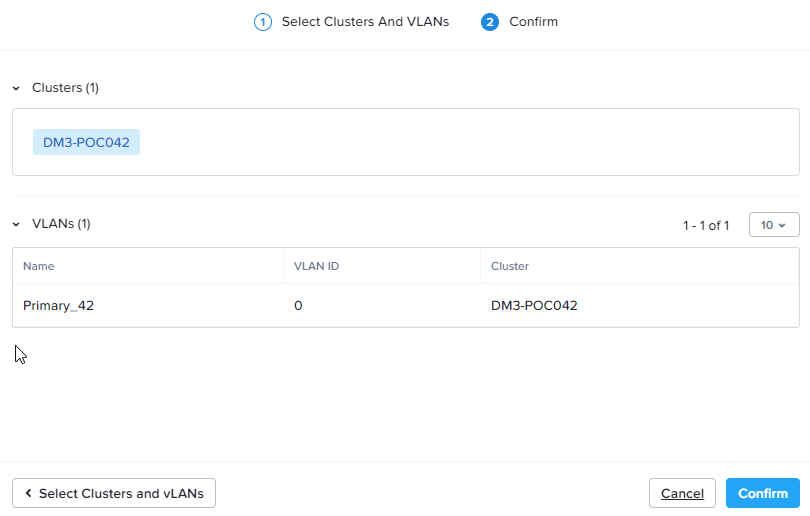 1 Select Clusters And VLANs 2 Confirm
Clusters (1)
DM3-POC042
VLANs (1) 1 - 1 of 1 10
Name VLAN ID Cluster
Primary_42 0 DM3-POC042
Select Clusters and vLANs Cancel Confirm